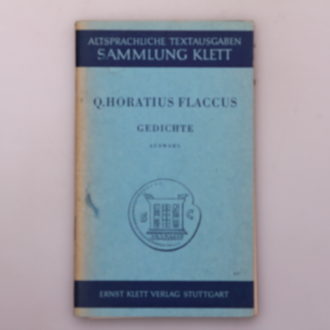 ALTSPRACHLICHE TEXTAUSGABEN
SAMMLUNG KLETT
Q. HORATIUS FLACCUS
GEDICHTE
AUSWAHL
ERNST KLETT VERLAG STUTTGART